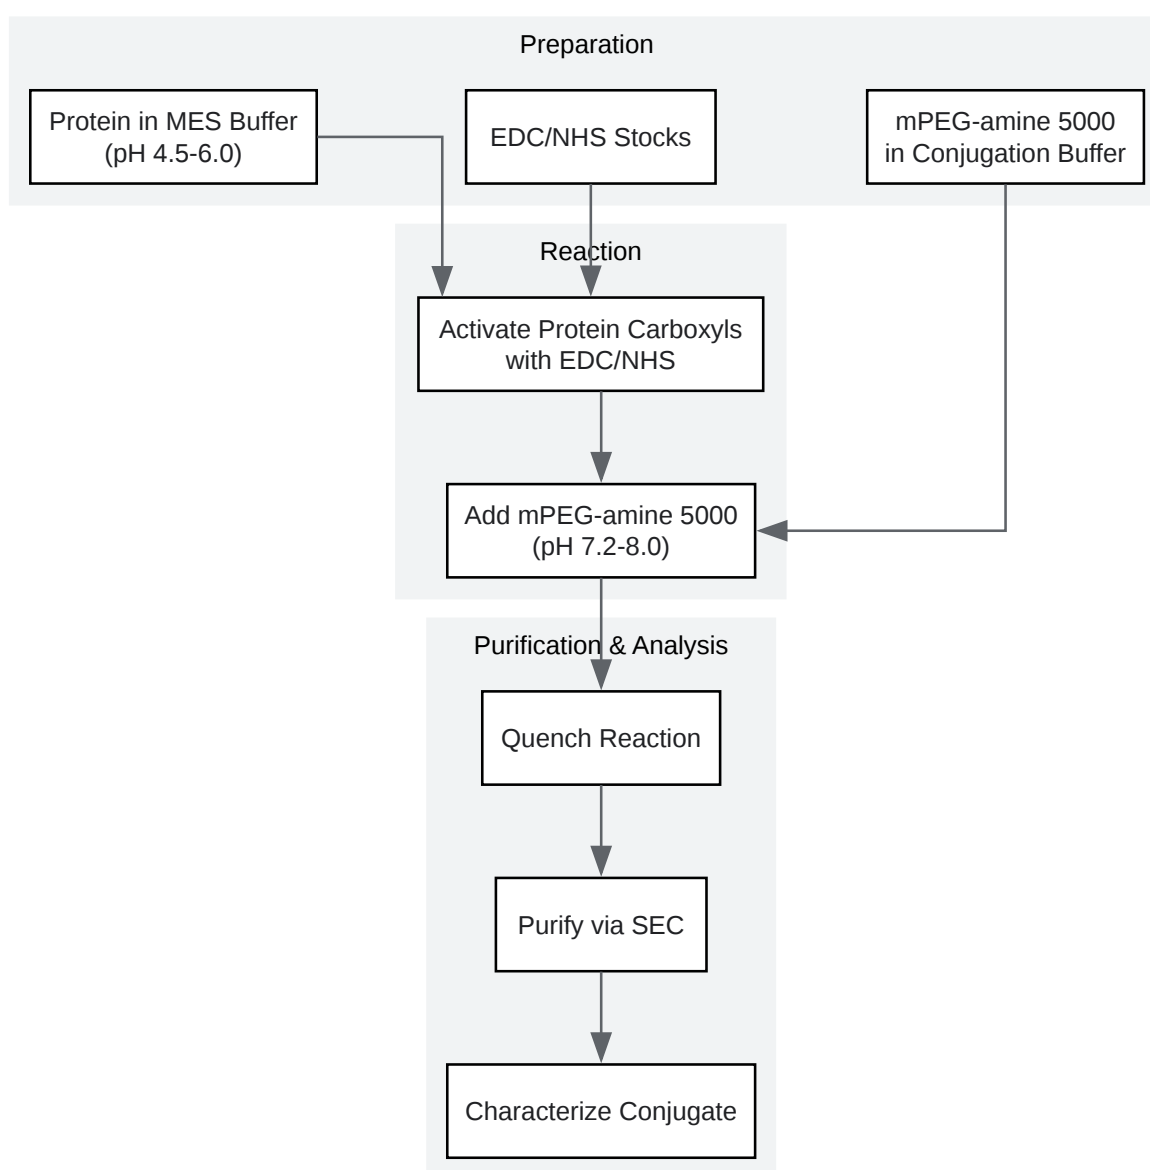 Preparation
Protein in MES Buffer
(pH 4.5-6.0)
EDC/NHS Stocks
mPEG-amine 5000
in Conjugation Buffer
Reaction
Activate Protein Carboxyls
with EDC/NHS
Add mPEG-amine 5000
(pH 7.2-8.0)
Purification & Analysis
Quench Reaction
Purify via SEC
Characterize Conjugate